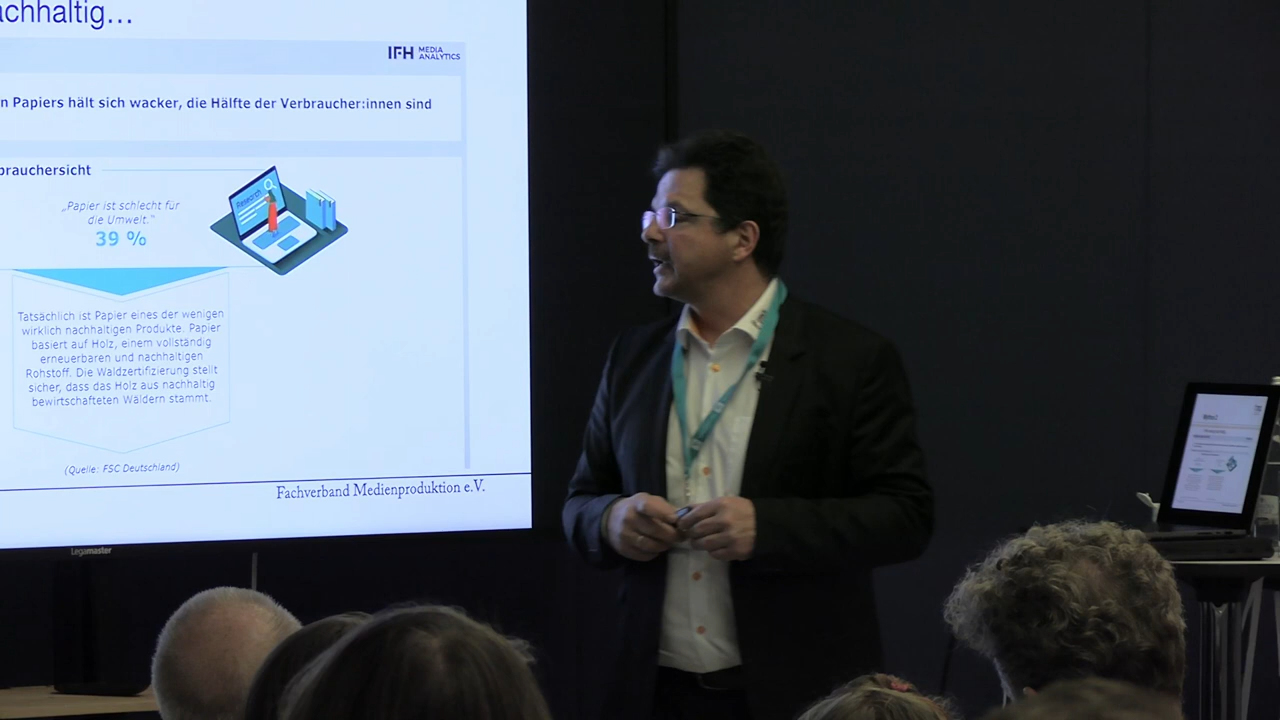 achhaltig...
IFH MEDIA
ANALYTICS
n Papiers hält sich wacker, die Hälfte der Verbraucher:innen sind
brauchersicht
Research
„Papier ist schlecht für
die Umwelt."
39 %
Tatsächlich ist Papier eines der wenigen
wirklich nachhaltigen Produkte. Papier
basiert auf Holz, einem vollständig
erneuerbaren und nachhaltigen
Rohstoff. Die Waldzertifizierung stellt
sicher, dass das Holz aus nachhaltig
bewirtschafteten Wäldern stammt.
(Quelle: FSC Deutschland)
Fachverband Medienproduktion e.V.
Legamaster